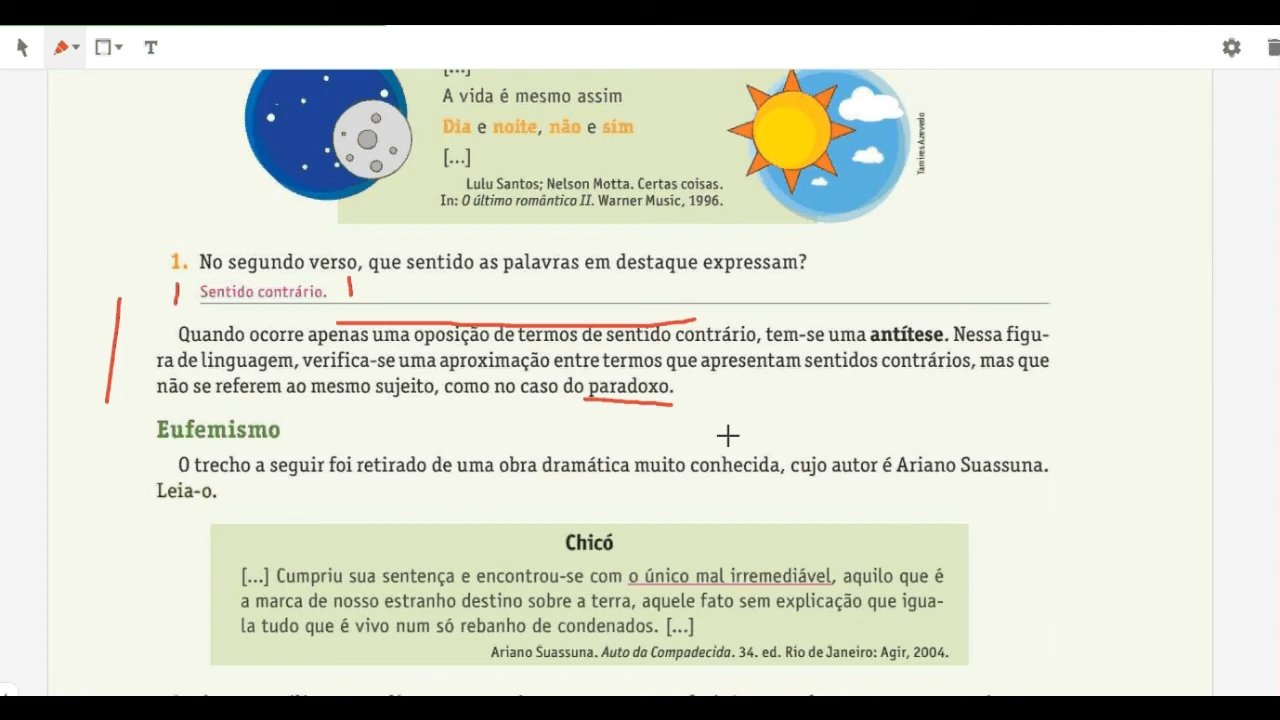 T
[...]
A vida é mesmo assim
Dia e noite, não e sim
[...]
Lulu Santos; Nelson Motta. Certas coisas.
In: O último romântico II. Warner Music, 1996.
Tamires Azevedo
1. No segundo verso, que sentido as palavras em destaque expressam?
Sentido contrário.
Quando ocorre apenas uma oposição de termos de sentido contrário, tem-se uma antítese. Nessa figu-
ra de linguagem, verifica-se uma aproximação entre termos que apresentam sentidos contrários, mas que
não se referem ao mesmo sujeito, como no caso do paradoxo.
Eufemismo
O trecho a seguir foi retirado de uma obra dramática muito conhecida, cujo autor é Ariano Suassuna.
Leia-o.
Chicó
[...] Cumpriu sua sentença e encontrou-se com o único mal irremediável, aquilo que é
a marca de nosso estranho destino sobre a terra, aquele fato sem explicação que igua-
la tudo que é vivo num só rebanho de condenados. [...]
Ariano Suassuna. Auto da Compadecida. 34. ed. Rio de Janeiro: Agir, 2004.